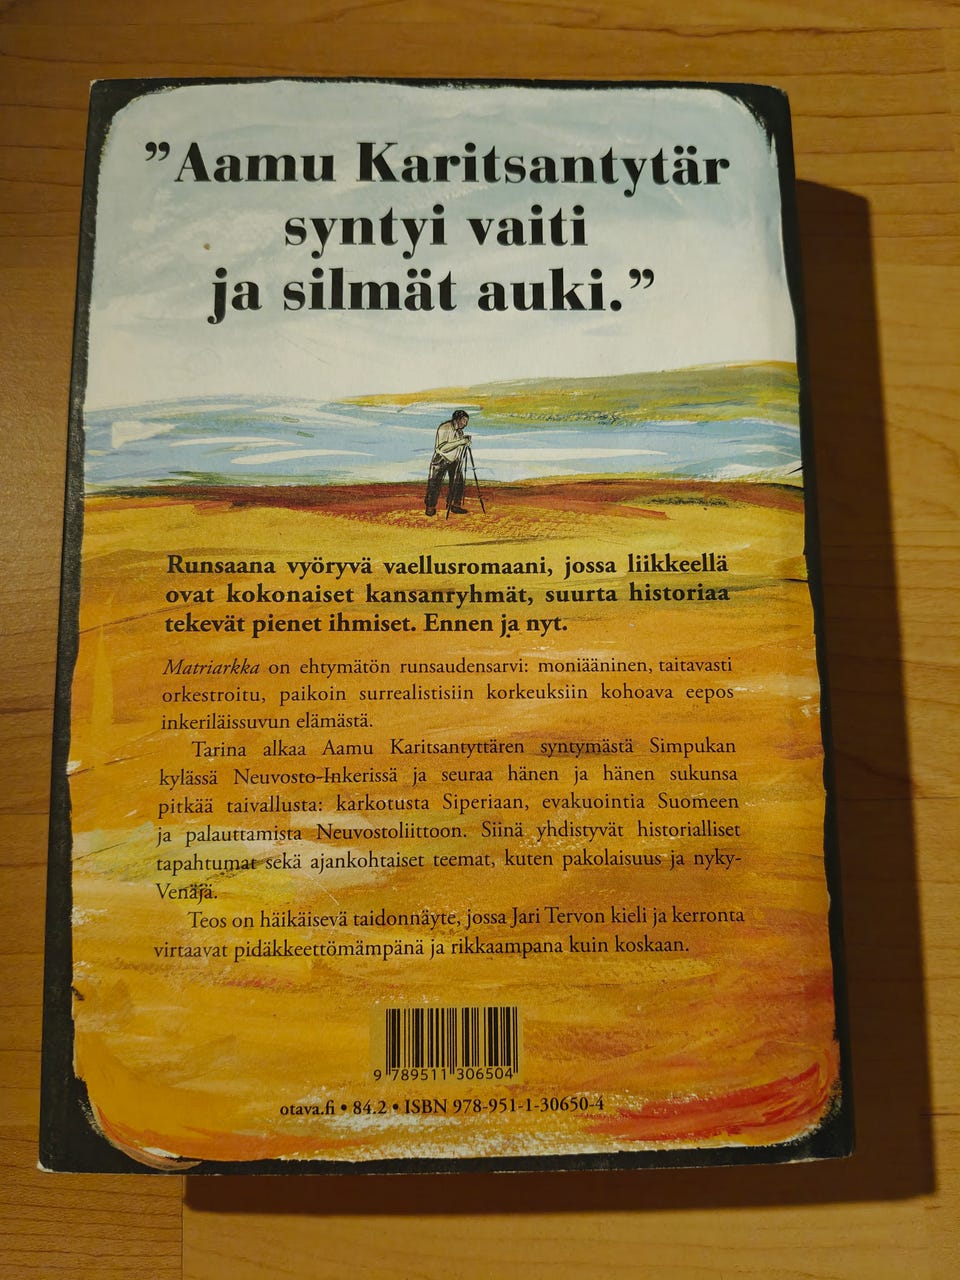 ”Aamu Karitsantytär
syntyi vaiti
ja silmät auki.”
Runsaana vyöryvä vaellusromaani, jossa liikkeellä
ovat kokonaiset kansanryhmät, suurta historiaa
tekevät pienet ihmiset. Ennen ja nyt.
Matriarkka on ehtymätön runsaudensarvi: moniääninen, taitavasti
orkestroitu, paikoin surrealistisiin korkeuksiin kohoava eepos
inkeriläissuvun elämästä.
Tarina alkaa Aamu Karitsantyttären syntymästä Simpukan
kylässä Neuvosto-Inkerissä ja seuraa hänen ja hänen sukunsa
pitkää taivallusta: karkotusta Siperiaan, evakuointia Suomeen
ja palauttamista Neuvostoliittoon. Siinä yhdistyvät historialliset
tapahtumat sekä ajankohtaiset teemat, kuten pakolaisuus ja nyky-
Venäjä.
Teos on häikäisevä taidonnäyte, jossa Jari Tervon kieli ja kerronta
virtaavat pidäkkeettömämpänä ja rikkaampana kuin koskaan.
9 789511 306504
otava.fi • 84.2 • ISBN 978-951-1-30650-4